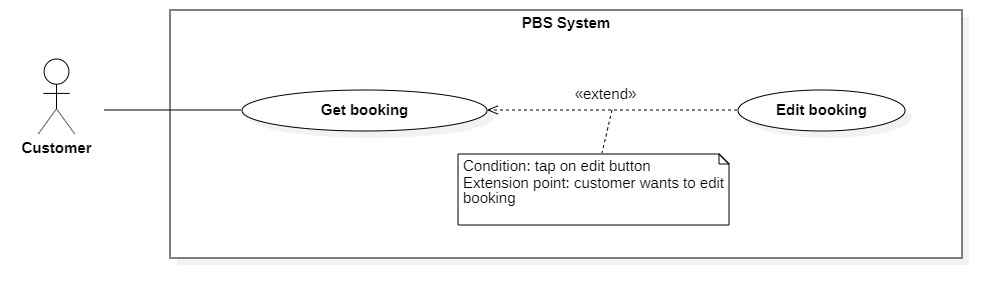 PBS System
«extend»
Get booking
Edit booking
Customer
Condition: tap on edit button
Extension point: customer wants to edit
booking